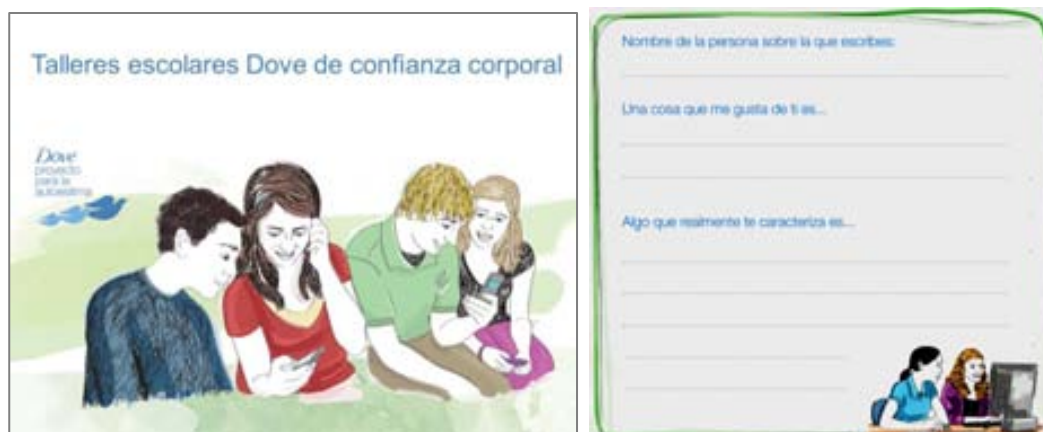 Talleres escolares Dove de confianza corporal
Dove
proyecto
para la
autoestima
Nombre de la persona sobre la que escribes:
Una cosa que me gusta de ti es...
Algo que realmente te caracteriza es...